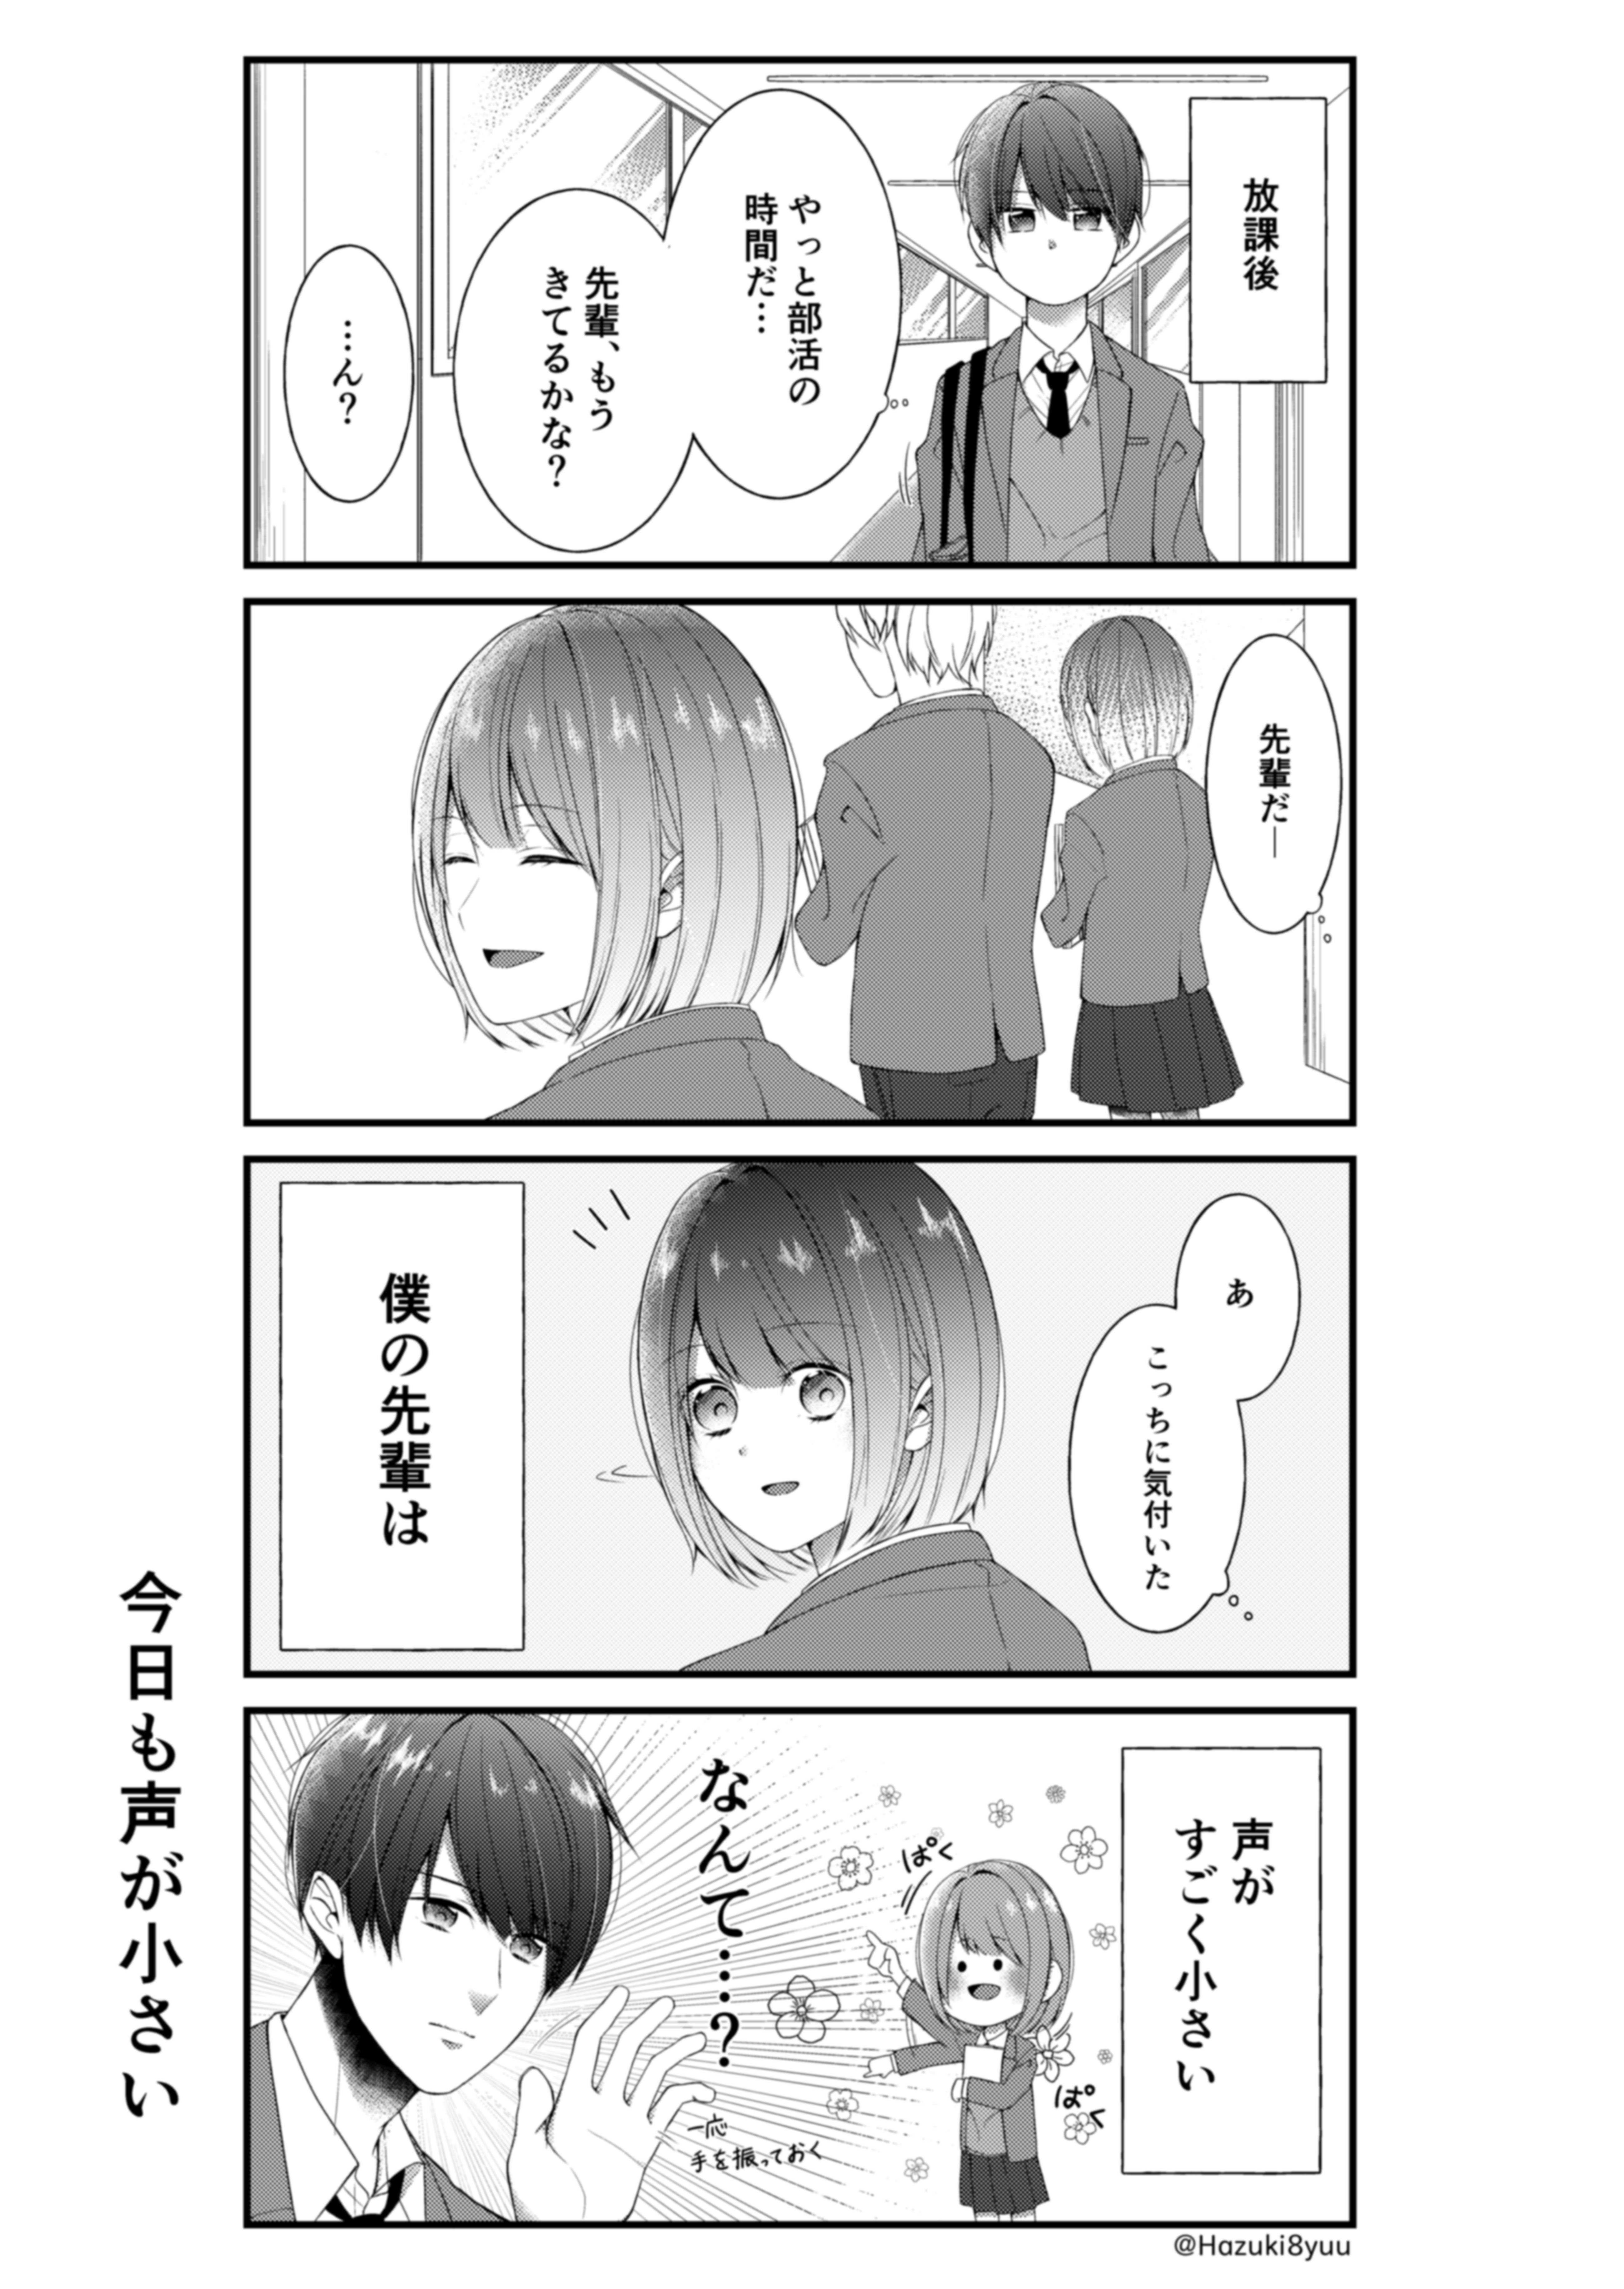 放課後
やっと部活の
時間だ…
先輩、もう
きてるかな？
…ん？
先輩だ―
あ
こっちに気付いた
僕の先輩は
声が
すごく小さい
ぱく
ぱく
なんて……？
一応
手を振っておく
今日も声が小さい
@Hazuki8yuu